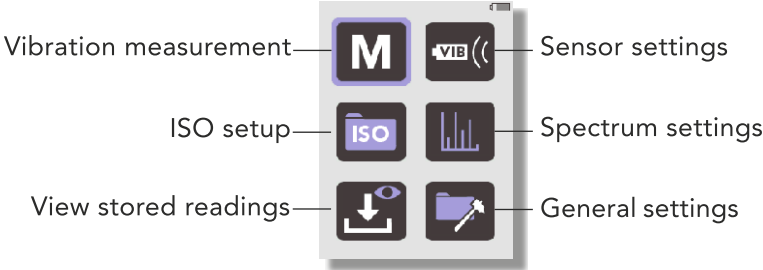 Vibration measurement
M
VIB
Sensor settings
ISO setup
ISO
Spectrum settings
View stored readings
General settings